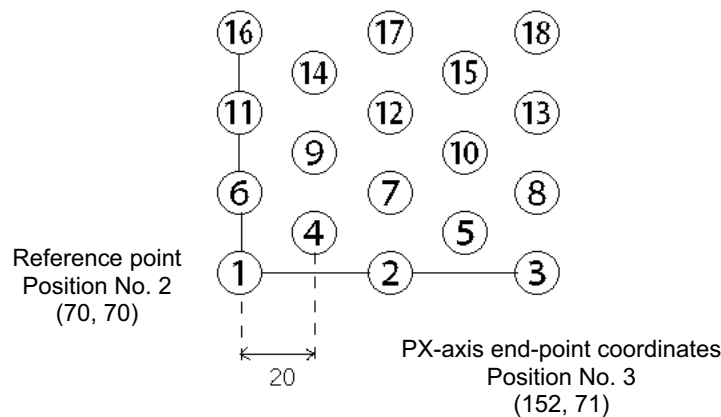 16 17 18
14 15
11 12 13
9 10
6 7 8
4 5
1 2 3
Reference point
Position No. 2
(70, 70)
20
PX-axis end-point coordinates
Position No. 3
(152, 71)